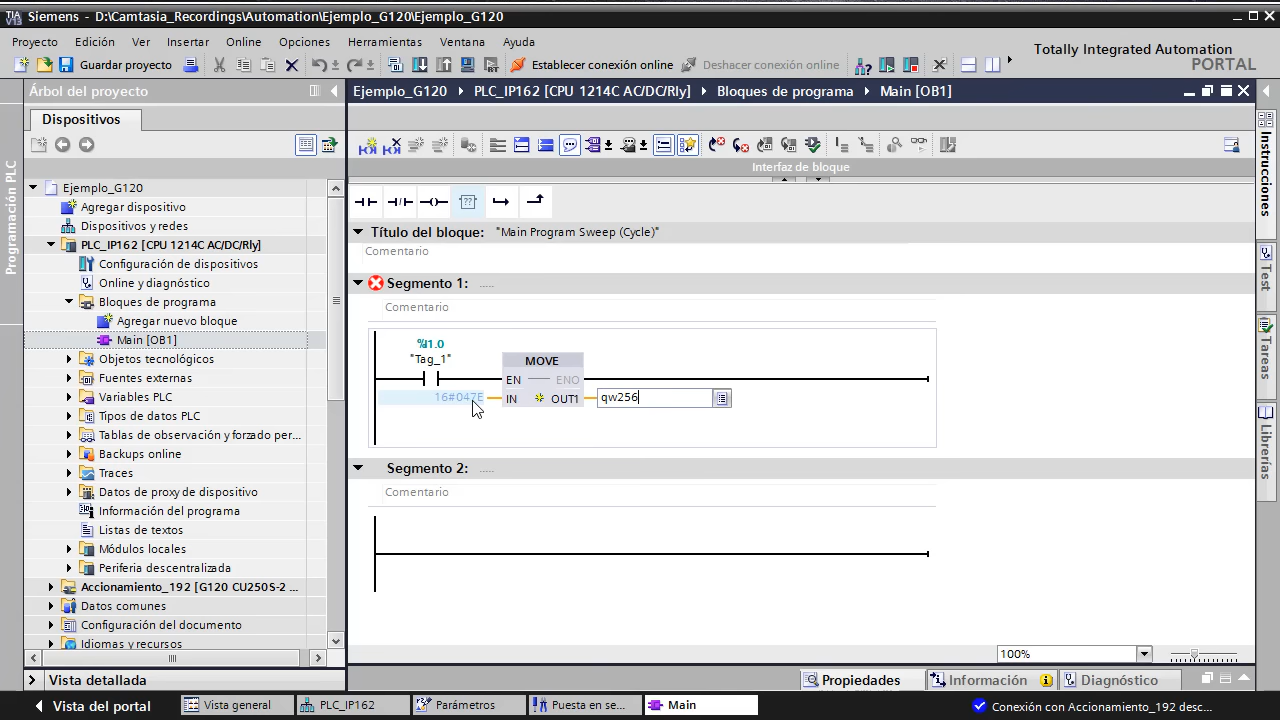 TIA V13 Siemens - D:\Camtasia_Recordings\Automation\Ejemplo_G120\Ejemplo_G120
Proyecto Edición Ver Insertar Online Opciones Herramientas Ventana Ayuda
Totally Integrated Automation
PORTAL
Guardar proyecto Establecer conexión online Deshacer conexión online
Árbol del proyecto
Ejemplo_G120 PLC_IP162 [CPU 1214C AC/DC/Rly] Bloques de programa Main [OB1]
Dispositivos
Programación PLC
Ejemplo_G120
Agregar dispositivo
Dispositivos y redes
PLC_IP162 [CPU 1214C AC/DC/Rly]
Configuración de dispositivos
Online y diagnóstico
Bloques de programa
Agregar nuevo bloque
Main [OB1]
Objetos tecnológicos
Fuentes externas
Variables PLC
Tipos de datos PLC
Tablas de observación y forzado per...
Backups online
Traces
Datos de proxy de dispositivo
Información del programa
Listas de textos
Módulos locales
Periferia descentralizada
Accionamiento_192 [G120 CU250S-2 ...
Datos comunes
Configuración del documento
Idiomas y recursos
Vista detallada
Interfaz de bloque
??
Título del bloque: "Main Program Sweep (Cycle)"
Comentario
Segmento 1: .....
Comentario
%I1.0
"Tag_1"
MOVE
EN ENO
16#047E IN OUT1 qw256
Segmento 2: .....
Comentario
100%
Propiedades Información Diagnóstico
Instrucciones
Test
Tareas
Librerías
Vista del portal Vista general PLC_IP162 Parámetros Puesta en se... Main Conexión con Accionamiento_192 desc...